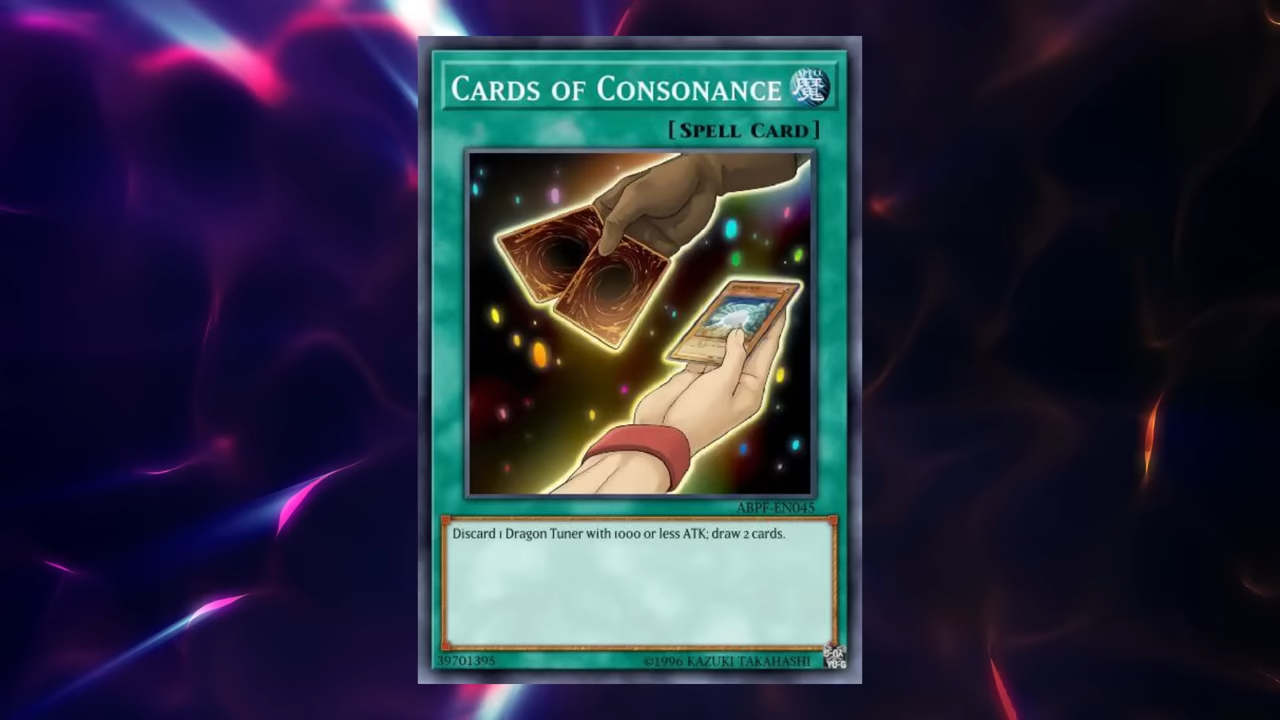 Cards of Consonance 魔
[Spell Card]
ABPF-EN045
Discard 1 Dragon Tuner with 1000 or less ATK; draw 2 cards.
39701395 ©1996 KAZUKI TAKAHASHI